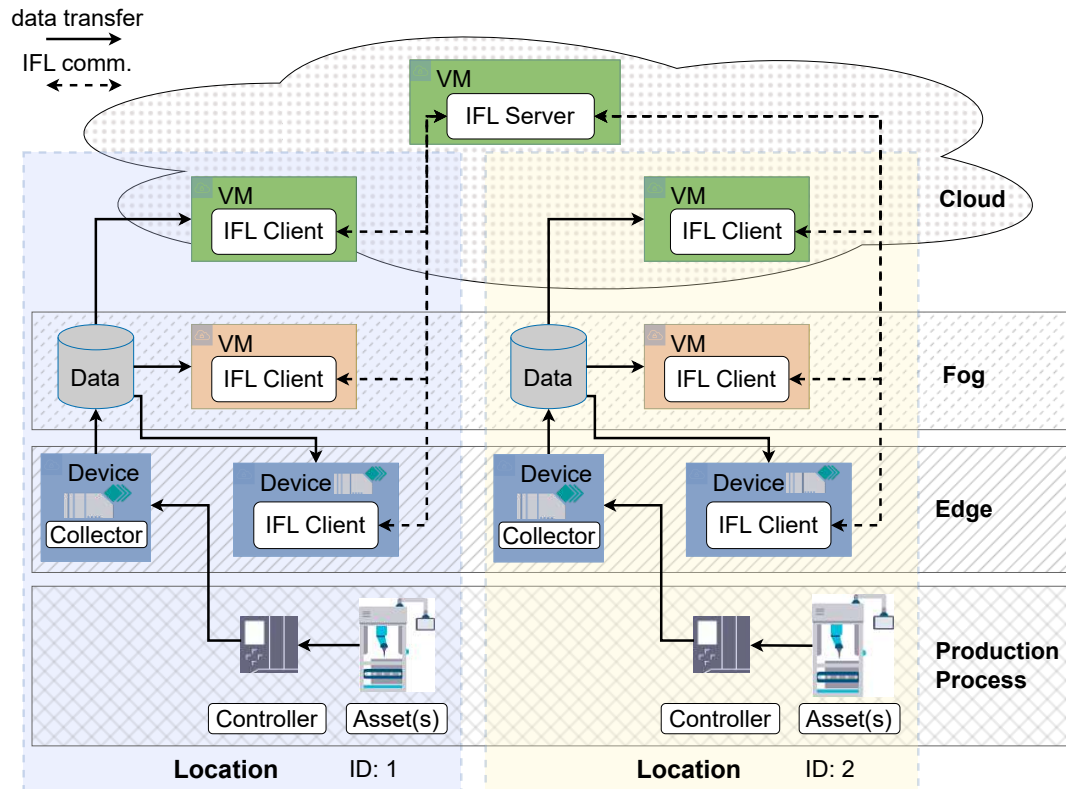 data transfer
IFL comm.
VM
IFL Server
VM
IFL Client
VM
IFL Client
Cloud
Data
VM
IFL Client
Data
VM
IFL Client
Fog
Device
Collector
Device
IFL Client
Device
Collector
Device
IFL Client
Edge
Controller
Asset(s)
Controller
Asset(s)
Production
Process
Location ID: 1
Location ID: 2